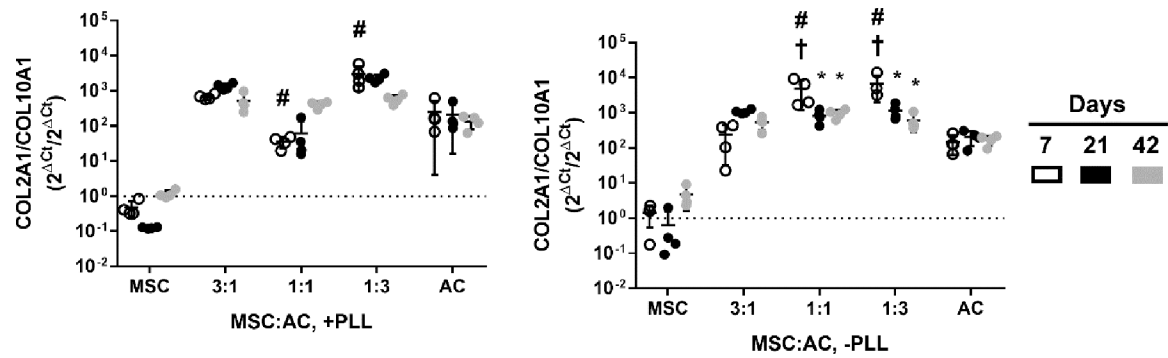 COL2A1/COL10A1
(2^ΔCt/2^ΔCt)
10^5
10^4
10^3
10^2
10^1
10^0
10^-1
10^-2
#
#
MSC 3:1 1:1 1:3 AC
MSC:AC, +PLL
COL2A1/COL10A1
(2^ΔCt/2^ΔCt)
10^5
10^4
10^3
10^2
10^1
10^0
10^-1
10^-2
# #
† †
* * * *
MSC 3:1 1:1 1:3 AC
MSC:AC, -PLL
Days
7 21 42